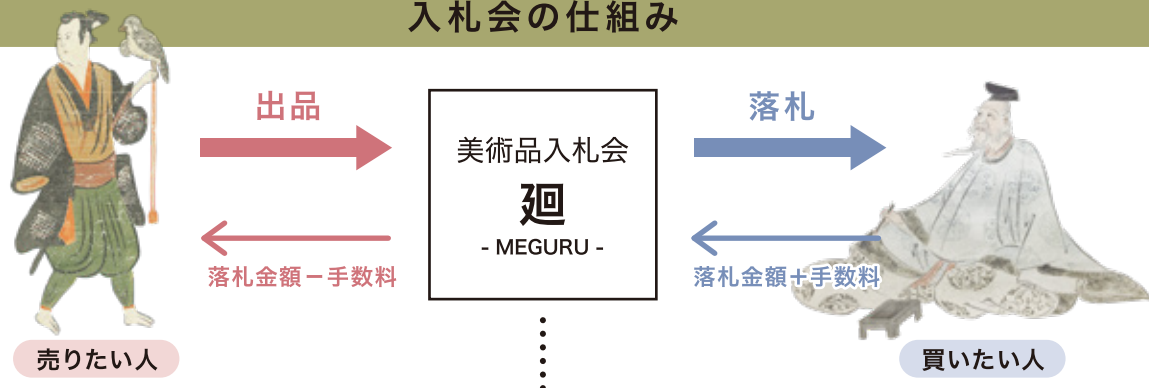 入札会の仕組み
出品
落札
美術品入札会
廻
- MEGURU -
落札金額－手数料
落札金額＋手数料
売りたい人
買いたい人